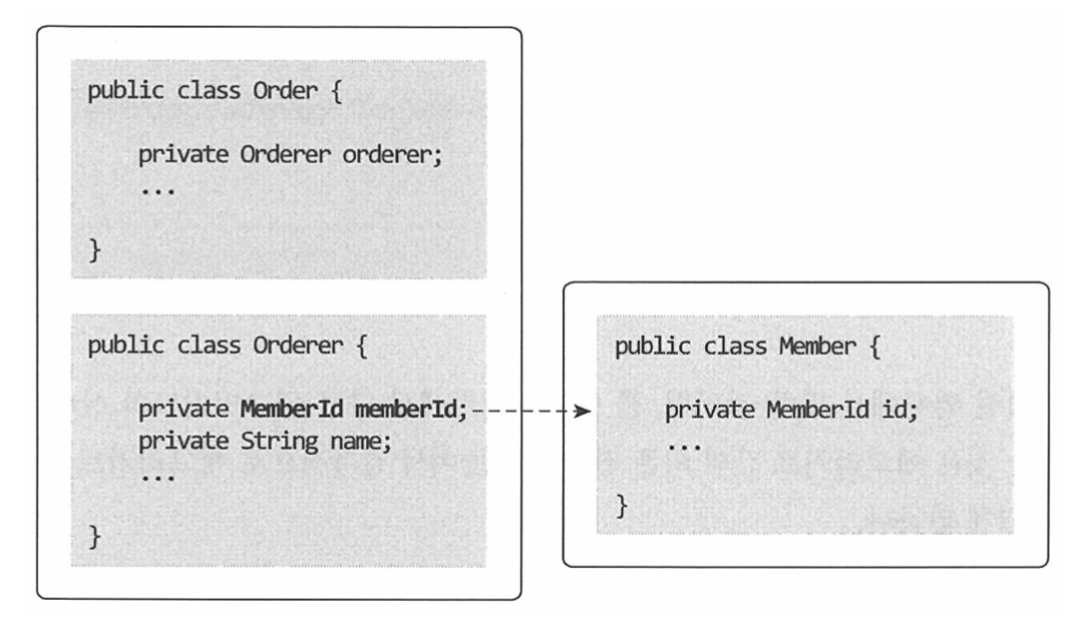 public class Order {
private Orderer orderer;
...
}
public class Orderer {
private MemberId memberId;
private String name;
...
}
public class Member {
private MemberId id;
...
}